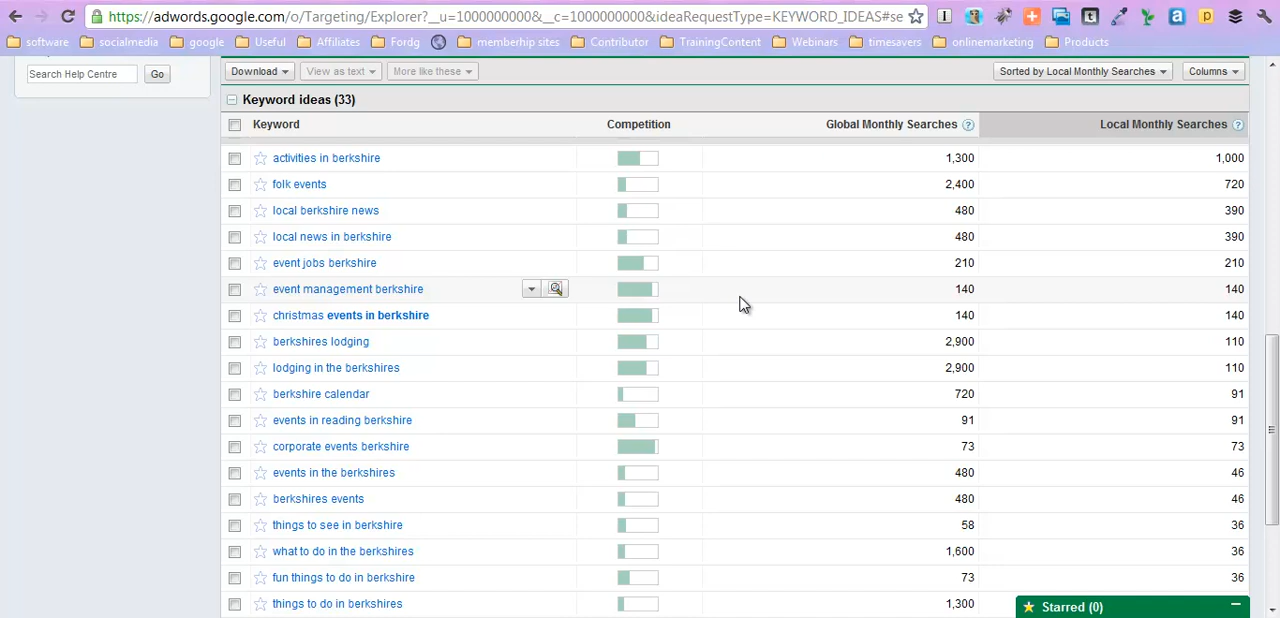 https://adwords.google.com/o/Targeting/Explorer?__u=1000000000&__c=1000000000&ideaRequestType=KEYWORD_IDEAS#se
software socialmedia google Useful Affiliates Fordg memberhip sites Contributor TrainingContent Webinars timesavers onlinemarketing Products
Search Help Centre Go Download View as text More like these Sorted by Local Monthly Searches Columns
Keyword ideas (33)
Keyword Competition Global Monthly Searches ? Local Monthly Searches ?
activities in berkshire 1,300 1,000
folk events 2,400 720
local berkshire news 480 390
local news in berkshire 480 390
event jobs berkshire 210 210
event management berkshire 140 140
christmas events in berkshire 140 140
berkshires lodging 2,900 110
lodging in the berkshires 2,900 110
berkshire calendar 720 91
events in reading berkshire 91 91
corporate events berkshire 73 73
events in the berkshires 480 46
berkshires events 480 46
things to see in berkshire 58 36
what to do in the berkshires 1,600 36
fun things to do in berkshire 73 36
things to do in berkshires 1,300
Starred (0)